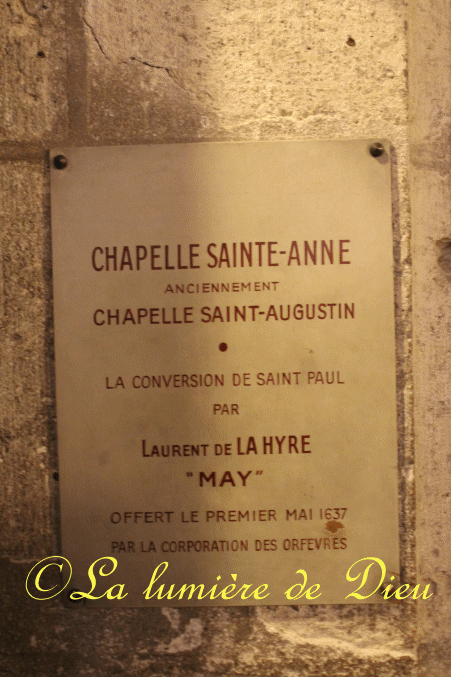 CHAPELLE SAINTE-ANNE
ANCIENNEMENT
CHAPELLE SAINT-AUGUSTIN
•
LA CONVERSION DE SAINT PAUL
PAR
LAURENT DE LA HYRE
"MAY"
OFFERT LE PREMIER MAI 1637
PAR LA CORPORATION DES ORFEVRES
©La lumière de Dieu